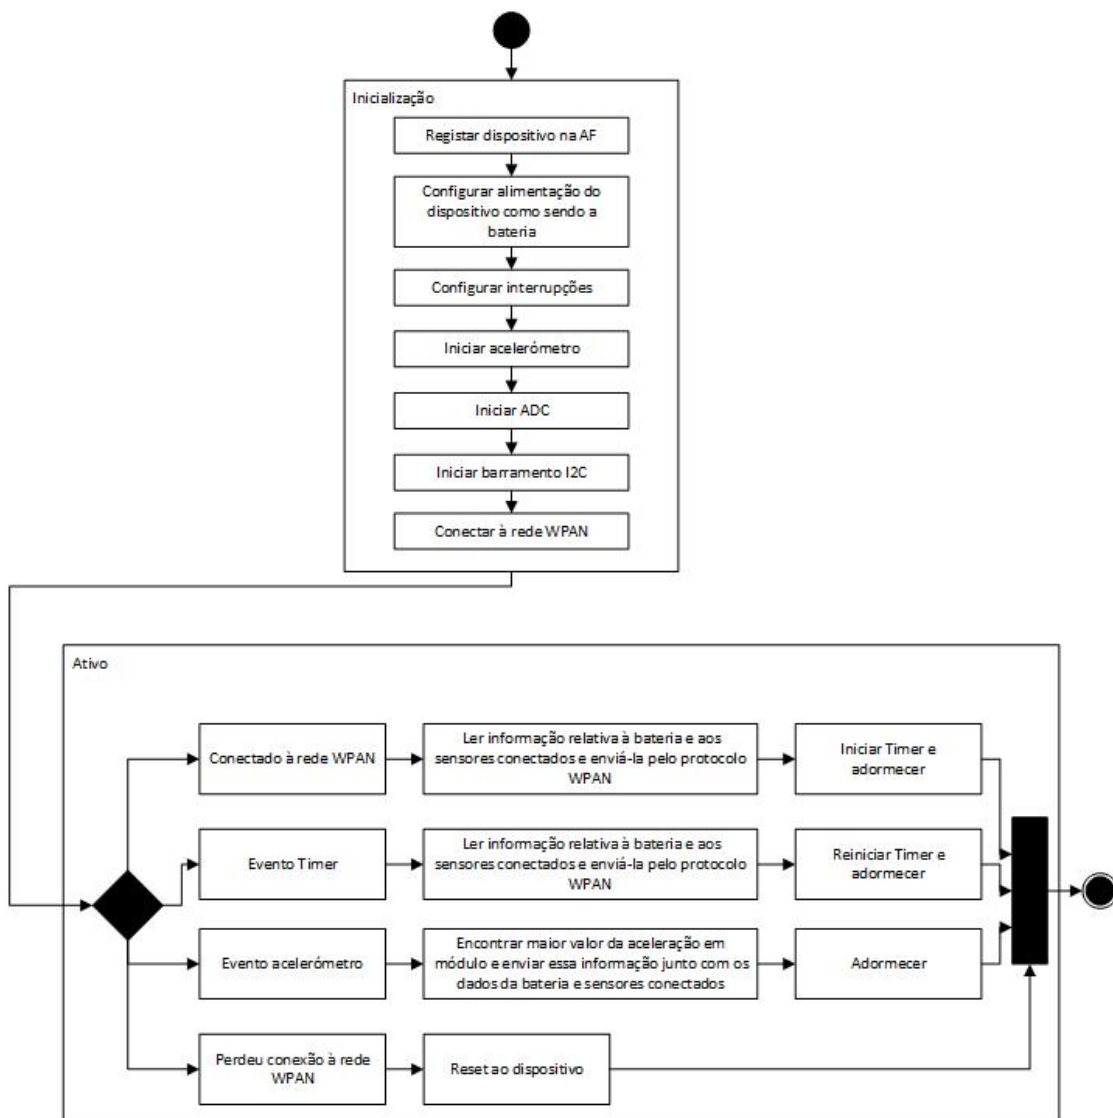 Inicialização
Registar dispositivo na AF
Configurar alimentação do
dispositivo como sendo a
bateria
Configurar interrupções
Iniciar acelerómetro
Iniciar ADC
Iniciar barramento I2C
Conectar à rede WPAN
Ativo
Conectado à rede WPAN
Ler informação relativa à bateria e aos
sensores conectados e enviá-la pelo protocolo
WPAN
Iniciar Timer e
adormecer
Evento Timer
Ler informação relativa à bateria e aos
sensores conectados e enviá-la pelo protocolo
WPAN
Reiniciar Timer e
adormecer
Evento acelerómetro
Encontrar maior valor da aceleração em
módulo e enviar essa informação junto com os
dados da bateria e sensores conectados
Adormecer
Perdeu conexão à rede
WPAN
Reset ao dispositivo